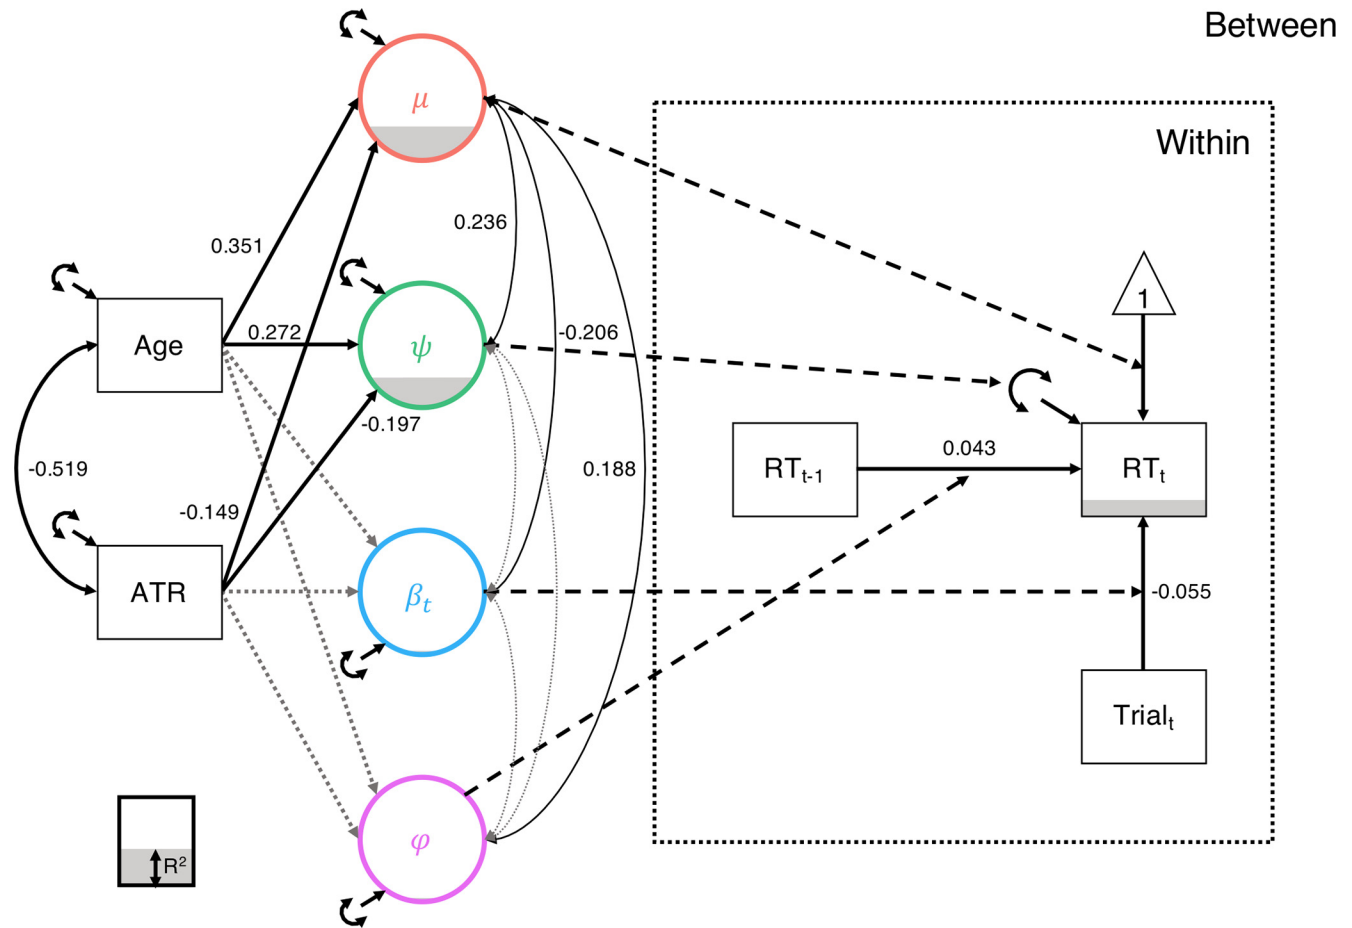 Between
μ
Within
0.236
0.351
1
0.272
-0.206
Age
ψ
-0.197
0.043
-0.519
0.188
RTₜ₋₁
RTₜ
-0.149
ATR
βₜ
-0.055
Trialₜ
φ
R²